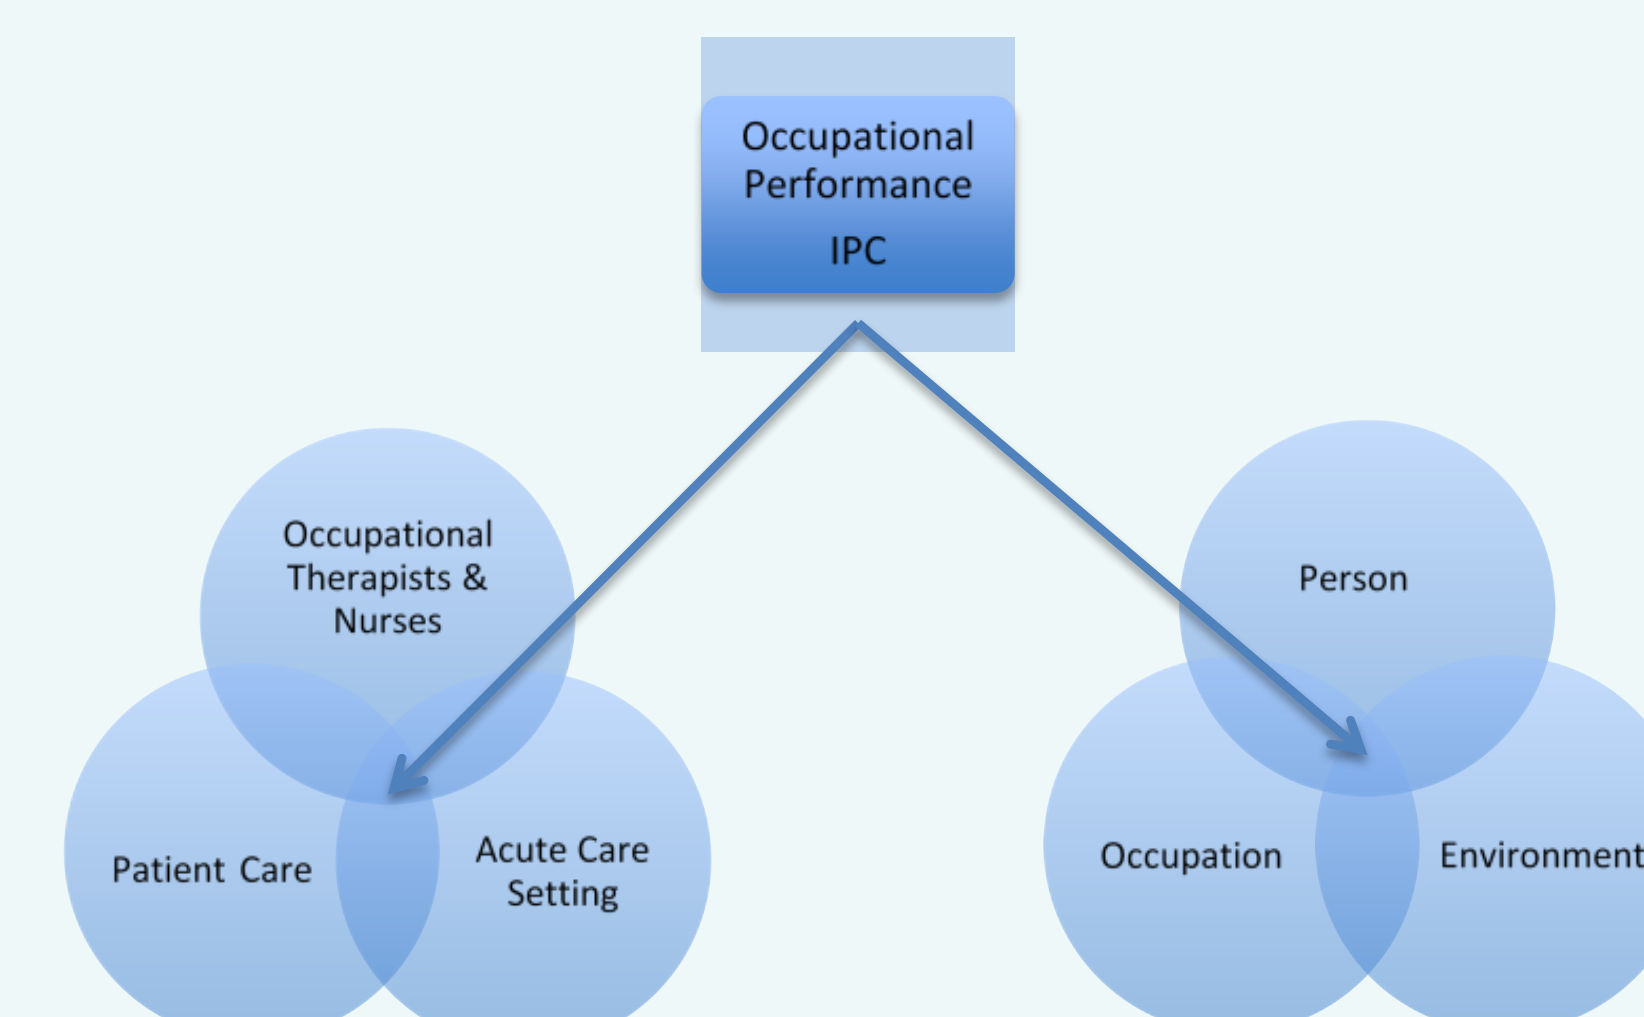 Occupational
Performance
IPC
Occupational
Therapists &
Nurses
Patient Care
Acute Care
Setting
Person
Occupation
Environment